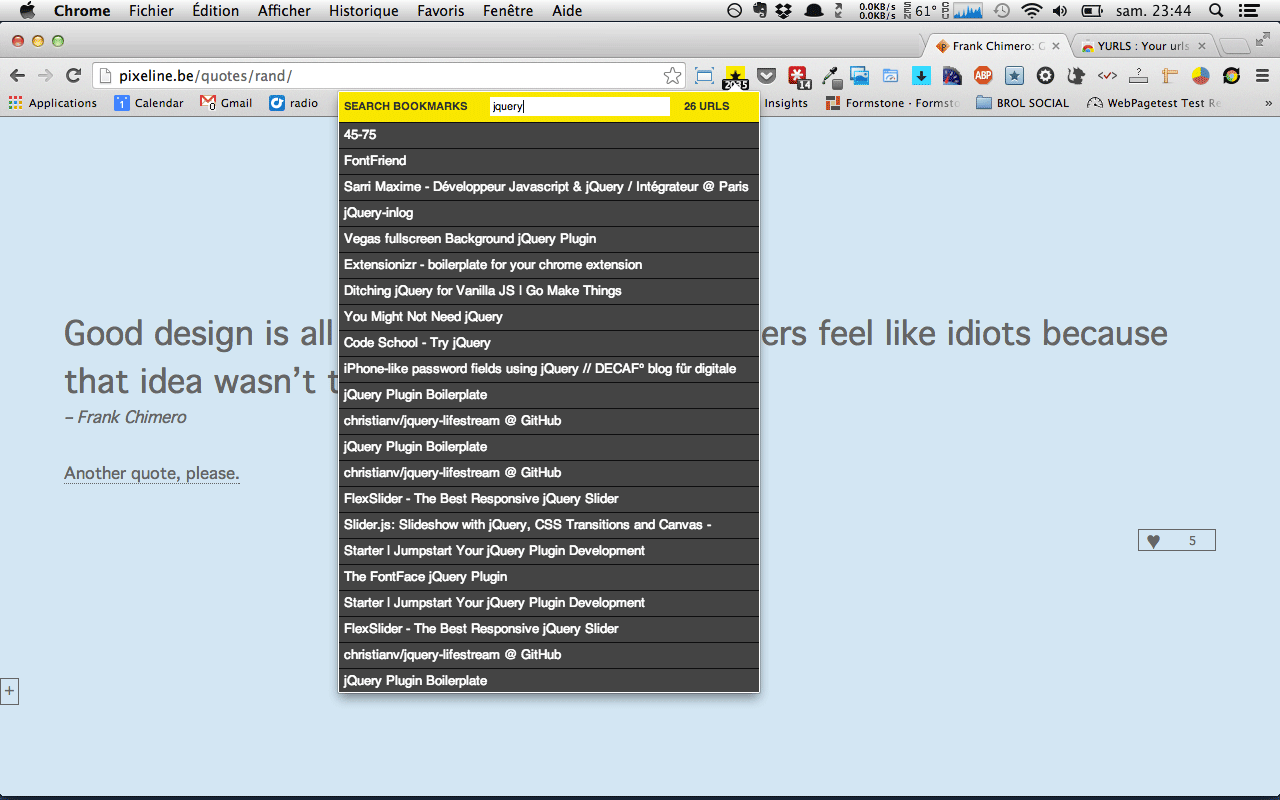 Chrome Fichier Édition Afficher Historique Favoris Fenêtre Aide 0.0KB/s 0.0KB/s SEN 61° CPU sam. 23:44
Frank Chimero: G YURLS : Your urls
pixeline.be/quotes/rand/ 2035 14 ABP
Applications 1 Calendar Gmail radio Insights Formstone - Formsto BROL SOCIAL WebPagetest Test Re »
SEARCH BOOKMARKS jquery 26 URLS
45-75
FontFriend
Sarri Maxime - Développeur Javascript & jQuery / Intégrateur @ Paris
jQuery-inlog
Vegas fullscreen Background jQuery Plugin
Extensionizr - boilerplate for your chrome extension
Ditching jQuery for Vanilla JS | Go Make Things
You Might Not Need jQuery
Code School - Try jQuery
iPhone-like password fields using jQuery // DECAF° blog für digitale
jQuery Plugin Boilerplate
christianv/jquery-lifestream @ GitHub
jQuery Plugin Boilerplate
christianv/jquery-lifestream @ GitHub
FlexSlider - The Best Responsive jQuery Slider
Slider.js: Slideshow with jQuery, CSS Transitions and Canvas -
Starter | Jumpstart Your jQuery Plugin Development
The FontFace jQuery Plugin
Starter | Jumpstart Your jQuery Plugin Development
FlexSlider - The Best Responsive jQuery Slider
christianv/jquery-lifestream @ GitHub
jQuery Plugin Boilerplate
Good design is all ers feel like idiots because
that idea wasn't t
– Frank Chimero
Another quote, please.
5
+